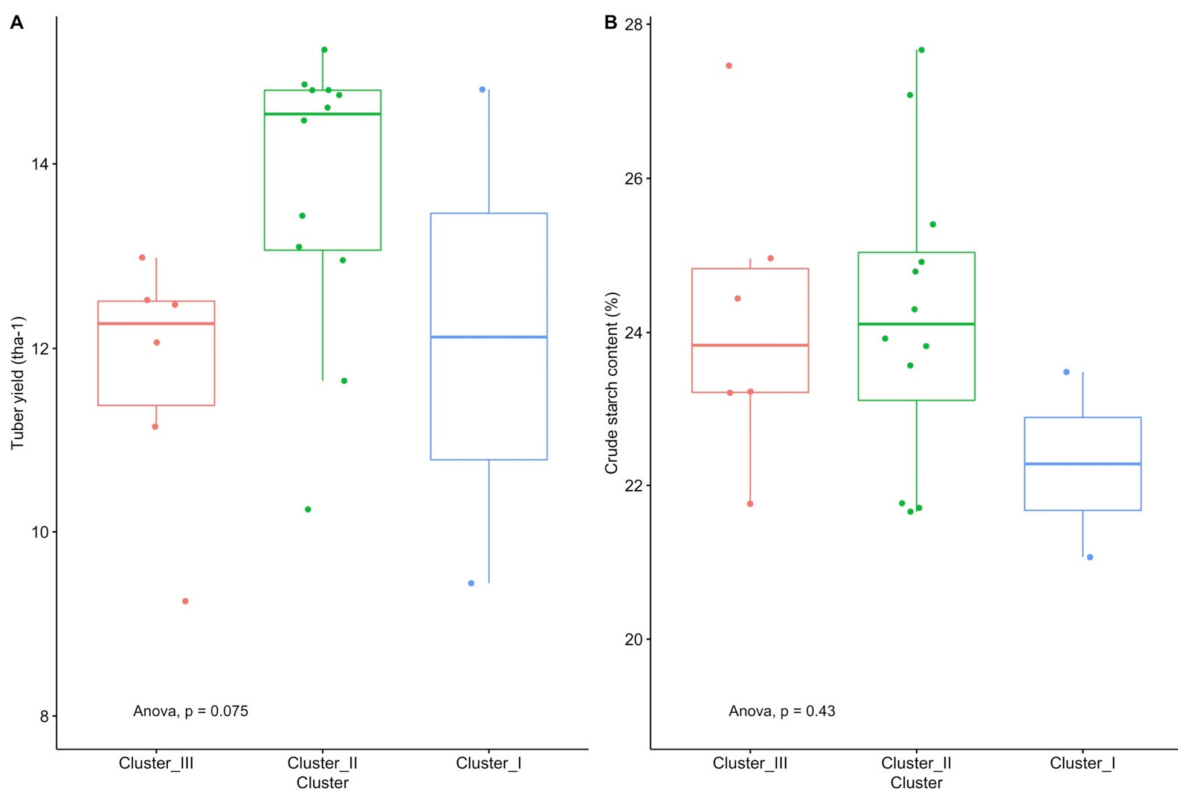 A
Tuber yield (tha-1)
14
12
10
8
Anova, p = 0.075
Cluster_III
Cluster_II
Cluster_I
Cluster
B
Crude starch content (%)
28
26
24
22
20
Anova, p = 0.43
Cluster_III
Cluster_II
Cluster_I
Cluster